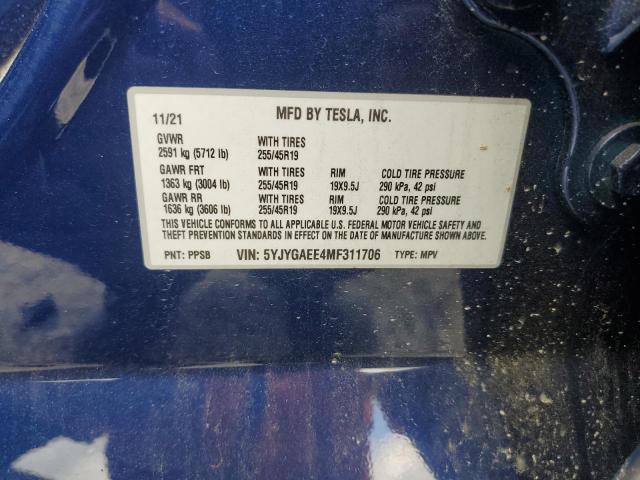 11/21 MFD BY TESLA, INC.
GVWR WITH TIRES
2591 kg (5712 lb) 255/45R19
GAWR FRT WITH TIRES RIM COLD TIRE PRESSURE
1363 kg (3004 lb) 255/45R19 19X9.5J 290 kPa, 42 psi
GAWR RR WITH TIRES RIM COLD TIRE PRESSURE
1636 kg (3606 lb) 255/45R19 19X9.5J 290 kPa, 42 psi
THIS VEHICLE CONFORMS TO ALL APPLICABLE U.S. FEDERAL MOTOR VEHICLE SAFETY AND
THEFT PREVENTION STANDARDS IN EFFECT ON THE DATE OF MANUFACTURE SHOWN ABOVE.
PNT: PPSB VIN: 5YJYGAEE4MF311706 TYPE: MPV